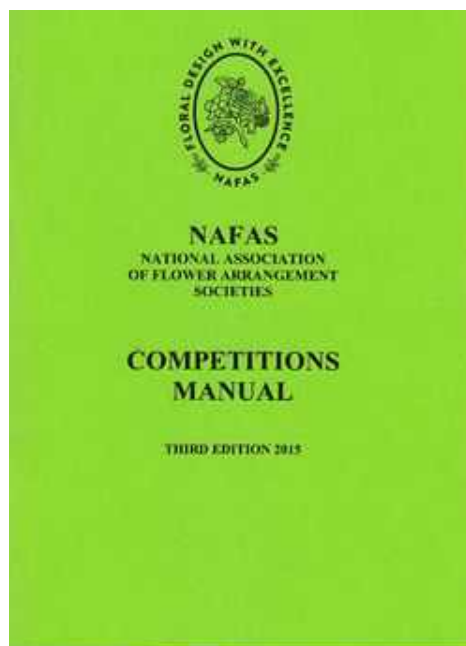 FLORAL DESIGN WITH EXCELLENCE
NAFAS
NAFAS
NATIONAL ASSOCIATION
OF FLOWER ARRANGEMENT
SOCIETIES
COMPETITIONS
MANUAL
THIRD EDITION 2015